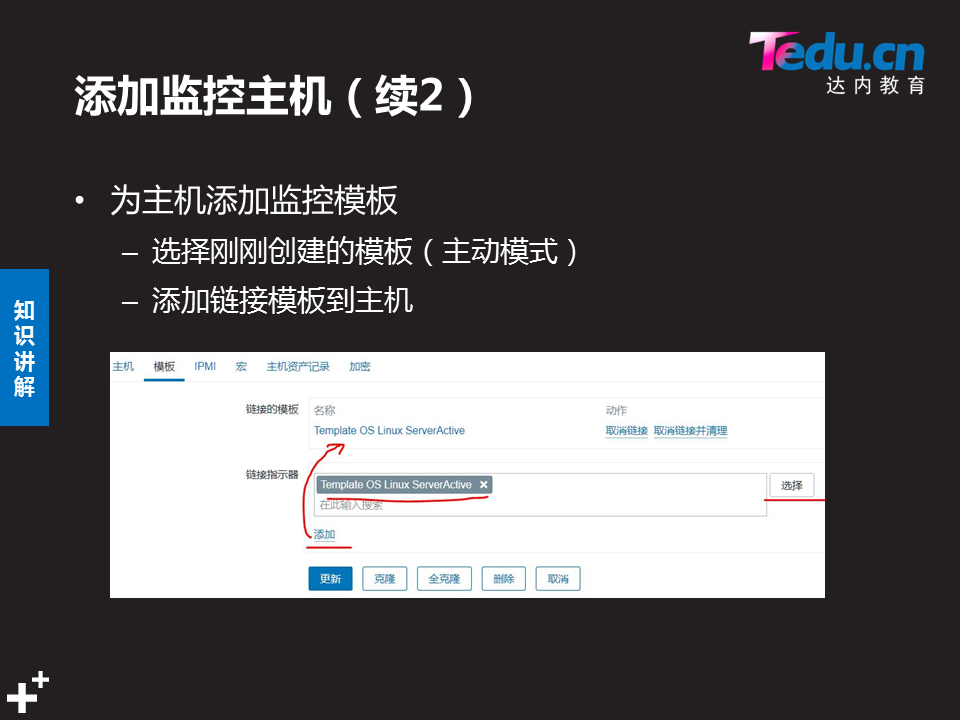 Tedu.cn
达内教育
添加监控主机（续2）
• 为主机添加监控模板
– 选择刚刚创建的模板（主动模式）
– 添加链接模板到主机
知识讲解
主机 模板 IPMI 宏 主机资产记录 加密
链接的模板 名称 动作
Template OS Linux ServerActive 取消链接 取消链接并清理
链接指示器
Template OS Linux ServerActive × 选择
在此输入搜索
添加
更新 克隆 全克隆 删除 取消